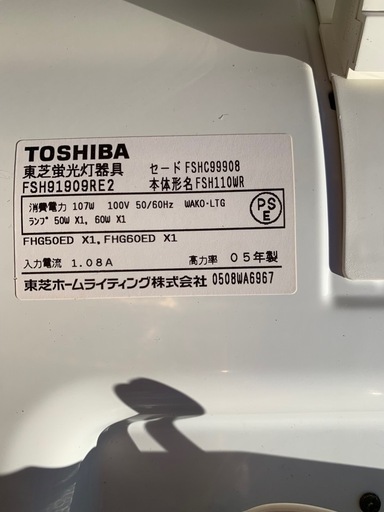 TOSHIBA
東芝蛍光灯器具 セード FSHC99908
FSH91909RE2 本体形名 FSH110WR
消費電力 107W 100V 50/60Hz WAKO-LTG
ランプ 50W X1, 60W X1
PS
E
FHG50ED X1, FHG60ED X1
入力電流 1.08A 高力率 05年製
東芝ホームライティング株式会社 0508WA6967